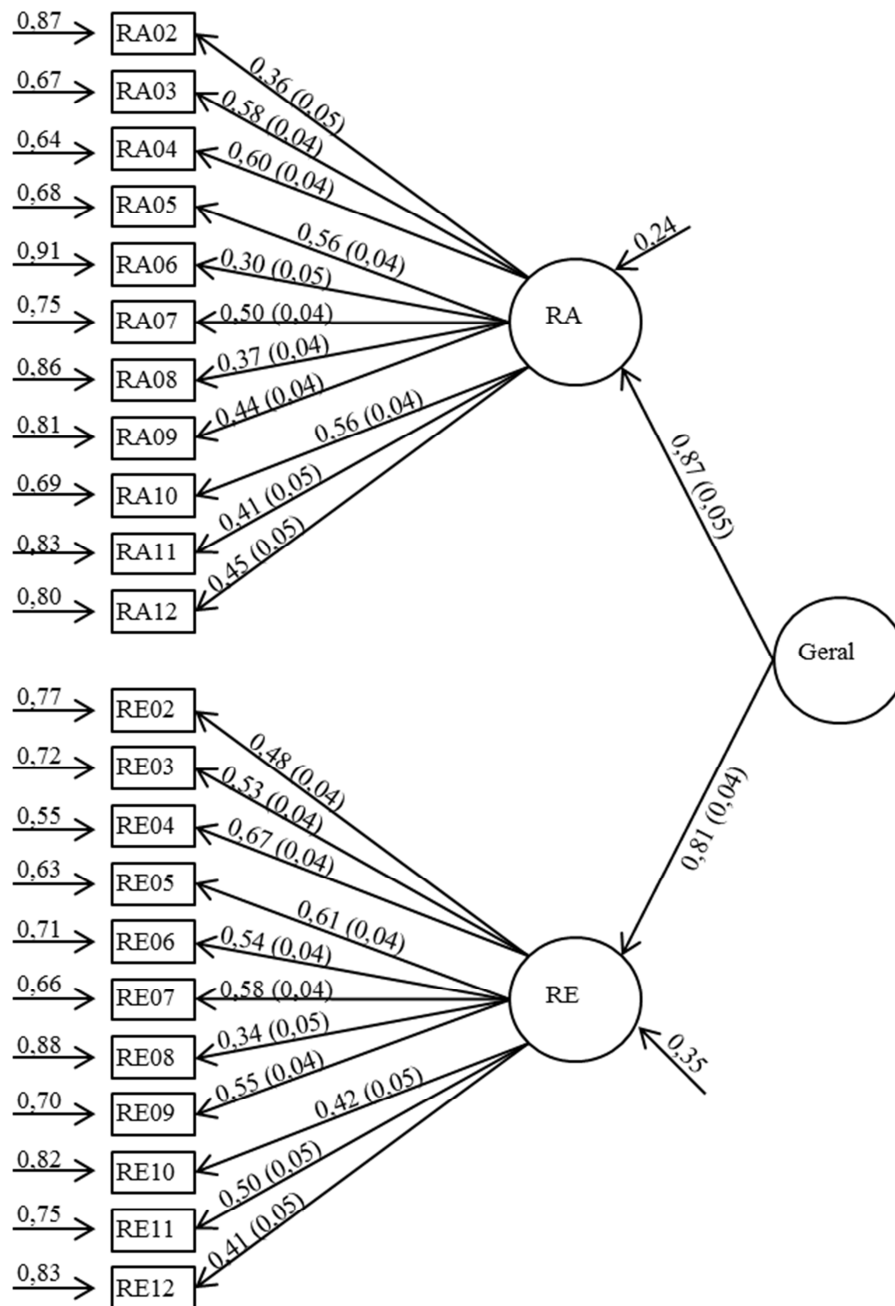 0,87
RA02
0,36 (0,05)
0,67
RA03
0,58 (0,04)
0,64
RA04
0,60 (0,04)
0,68
RA05
0,56 (0,04)
0,91
RA06
0,30 (0,05)
0,75
RA07
0,50 (0,04)
0,86
RA08
0,37 (0,04)
0,81
RA09
0,44 (0,04)
0,69
RA10
0,56 (0,04)
0,83
RA11
0,41 (0,05)
0,80
RA12
0,45 (0,05)
RA
0,24
0,87 (0,05)
Geral
0,81 (0,04)
0,77
RE02
0,48 (0,04)
0,72
RE03
0,53 (0,04)
0,55
RE04
0,67 (0,04)
0,63
RE05
0,61 (0,04)
0,71
RE06
0,54 (0,04)
0,66
RE07
0,58 (0,04)
0,88
RE08
0,34 (0,05)
0,70
RE09
0,55 (0,04)
0,82
RE10
0,42 (0,05)
0,75
RE11
0,50 (0,05)
0,83
RE12
0,41 (0,05)
RE
0,35